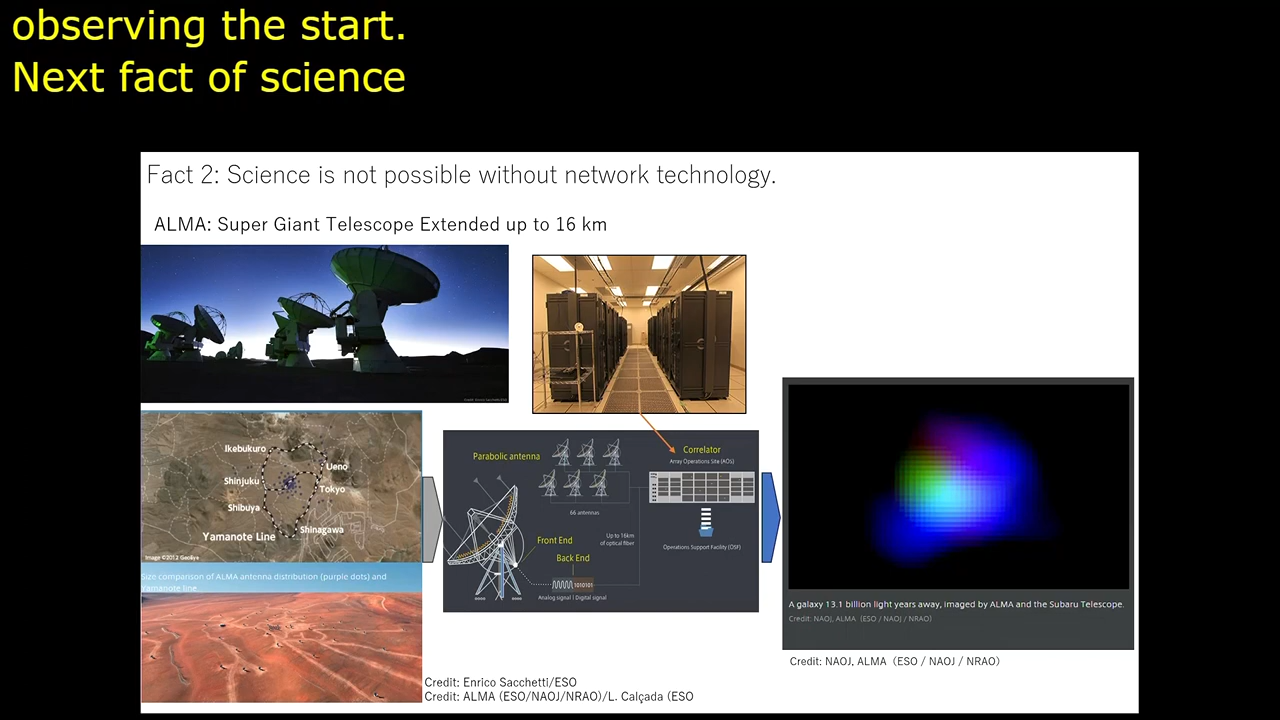 observing the start.
Next fact of science
Fact 2: Science is not possible without network technology.
ALMA: Super Giant Telescope Extended up to 16 km
Ikebukuro
Ueno
Shinjuku
Tokyo
Shibuya
Shinagawa
Yamanote Line
Image ©2012 GeoEye
Size comparison of ALMA antenna distribution (purple dots) and
Yamanote line
Parabolic antenna
Correlator
Array Operations Site (AOS)
66 antennas
Up to 16km
of optical fiber
Front End
Back End
1010101
Analog signal | Digital signal
Operations Support Facility (OSF)
A galaxy 13.1 billion light years away, imaged by ALMA and the Subaru Telescope.
Credit: NAOJ, ALMA (ESO / NAOJ / NRAO)
Credit: NAOJ, ALMA (ESO / NAOJ / NRAO)
Credit: Enrico Sacchetti/ESO
Credit: ALMA (ESO/NAOJ/NRAO)/L. Calçada (ESO